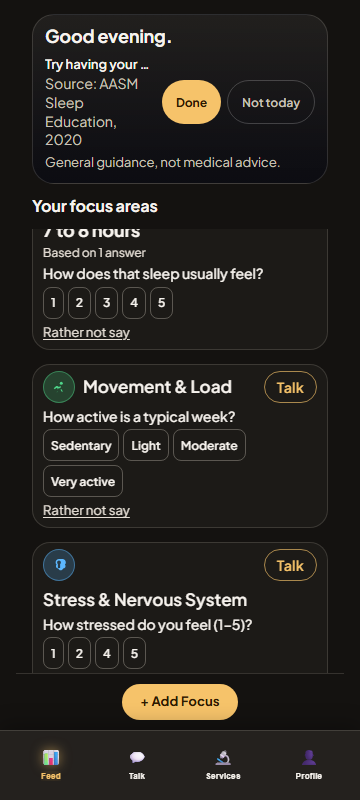 Good evening.
Try having your ...
Source: AASM
Sleep
Education,
2020
Done
Not today
General guidance, not medical advice.
Your focus areas
7 to 8 hours
Based on 1 answer
How does that sleep usually feel?
1 2 3 4 5
Rather not say
Movement & Load
Talk
How active is a typical week?
Sedentary Light Moderate
Very active
Rather not say
Talk
Stress & Nervous System
How stressed do you feel (1–5)?
1 2 4 5
+ Add Focus
Feed Talk Services Profile